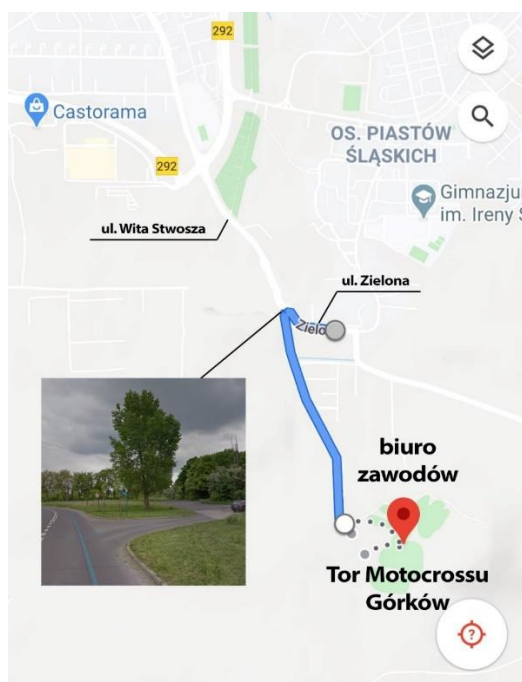 292
Castorama
OS. PIASTÓW
ŚLĄSKICH
292
Gimnazju
im. Ireny S
ul. Wita Stwosza
ul. Zielona
Zielo
biuro
zawodów
Tor Motocrossu
Górków
?